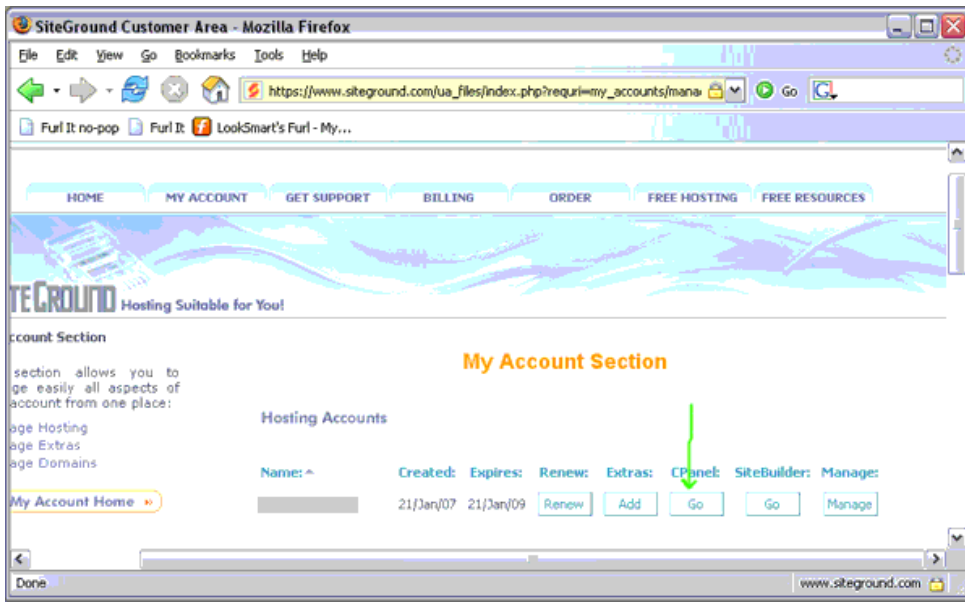 SiteGround Customer Area - Mozilla Firefox
File Edit View Go Bookmarks Tools Help
https://www.siteground.com/ua_files/index.php?requri=my_accounts/mana Go G
Furl It no-pop Furl It LookSmart's Furl - My...
HOME MY ACCOUNT GET SUPPORT BILLING ORDER FREE HOSTING FREE RESOURCES
TEGROUND Hosting Suitable for You!
ccount Section
My Account Section
section allows you to
ge easily all aspects of
account from one place:
Hosting Accounts
age Hosting
age Extras
age Domains
Name: Created: Expires: Renew: Extras: CPanel: SiteBuilder: Manage:
My Account Home »
21/Jan/07 21/Jan/09 Renew Add Go Go Manage
Done www.siteground.com